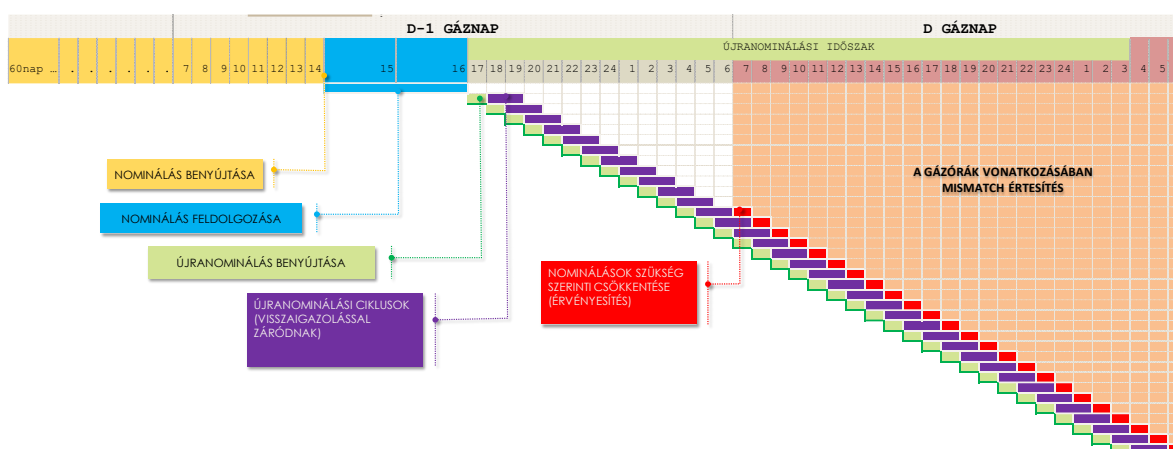 D-1 GÁZNAP D GÁZNAP
ÚJRANOMINÁLÁSI IDŐSZAK
60nap … . . . . . . 7 8 9 10 11 12 13 14 15 16 17 18 19 20 21 22 23 24 1 2 3 4 5 6 7 8 9 10 11 12 13 14 15 16 17 18 19 20 21 22 23 24 1 2 3 4 5
NOMINÁLÁS BENYÚJTÁSA
A GÁZÓRÁK VONATKOZÁSÁBAN
MISMATCH ÉRTESÍTÉS
NOMINÁLÁS FELDOLGOZÁSA
ÚJRANOMINÁLÁS BENYÚJTÁSA
NOMINÁLÁSOK SZÜKSÉG
SZERINTI CSÖKKENTÉSE
(ÉRVÉNYESÍTÉS)
ÚJRANOMINÁLÁSI CIKLUSOK
(VISSZAIGAZOLÁSSAL
ZÁRÓDNAK)